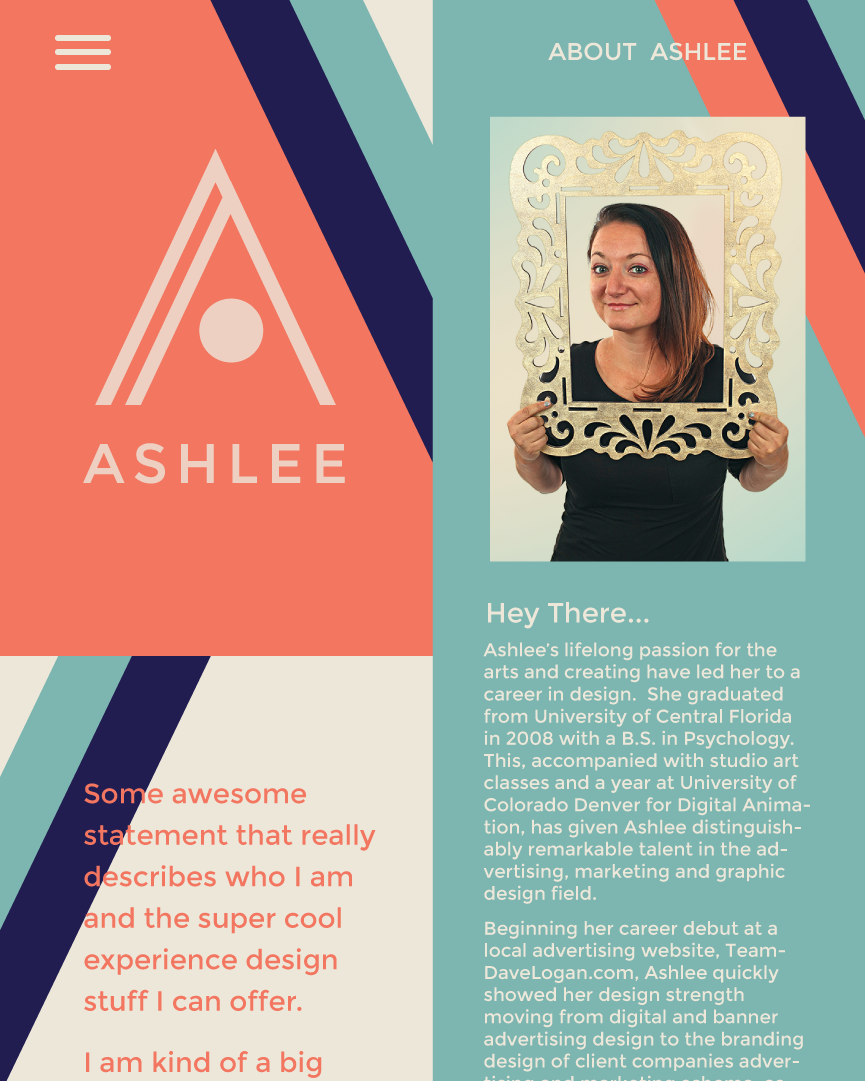 ASHLEE
Some awesome
statement that really
describes who I am
and the super cool
experience design
stuff I can offer.
I am kind of a big
ABOUT ASHLEE
Hey There...
Ashlee's lifelong passion for the
arts and creating have led her to a
career in design. She graduated
from University of Central Florida
in 2008 with a B.S. in Psychology.
This, accompanied with studio art
classes and a year at University of
Colorado Denver for Digital Anima-
tion, has given Ashlee distinguish-
ably remarkable talent in the ad-
vertising, marketing and graphic
design field.
Beginning her career debut at a
local advertising website, Team-
DaveLogan.com, Ashlee quickly
showed her design strength
moving from digital and banner
advertising design to the branding
design of client companies adver-